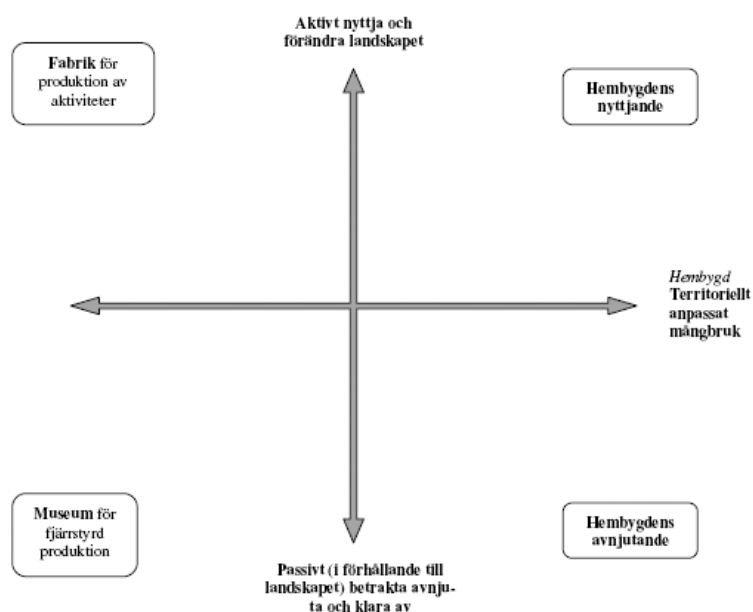 Aktivt nyttja och
förändra landskapet
Fabrik för
produktion av
aktiviteter
Hembygdens
nyttjande
Hembygd
Territoriellt
anpassat
mångbruk
Museum för
fjärrstyrd
produktion
Hembygdens
avnjutande
Passivt (i förhållande till
landskapet) betrakta avnju-
ta och klara av